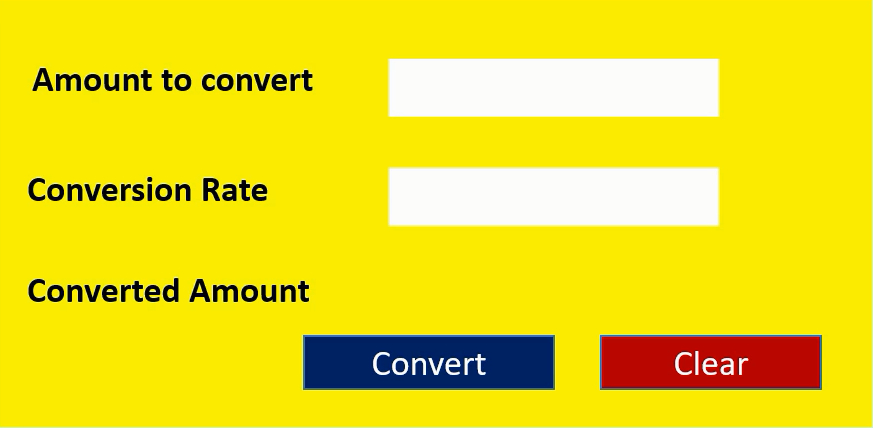 Amount to convert
Conversion Rate
Converted Amount
Convert
Clear